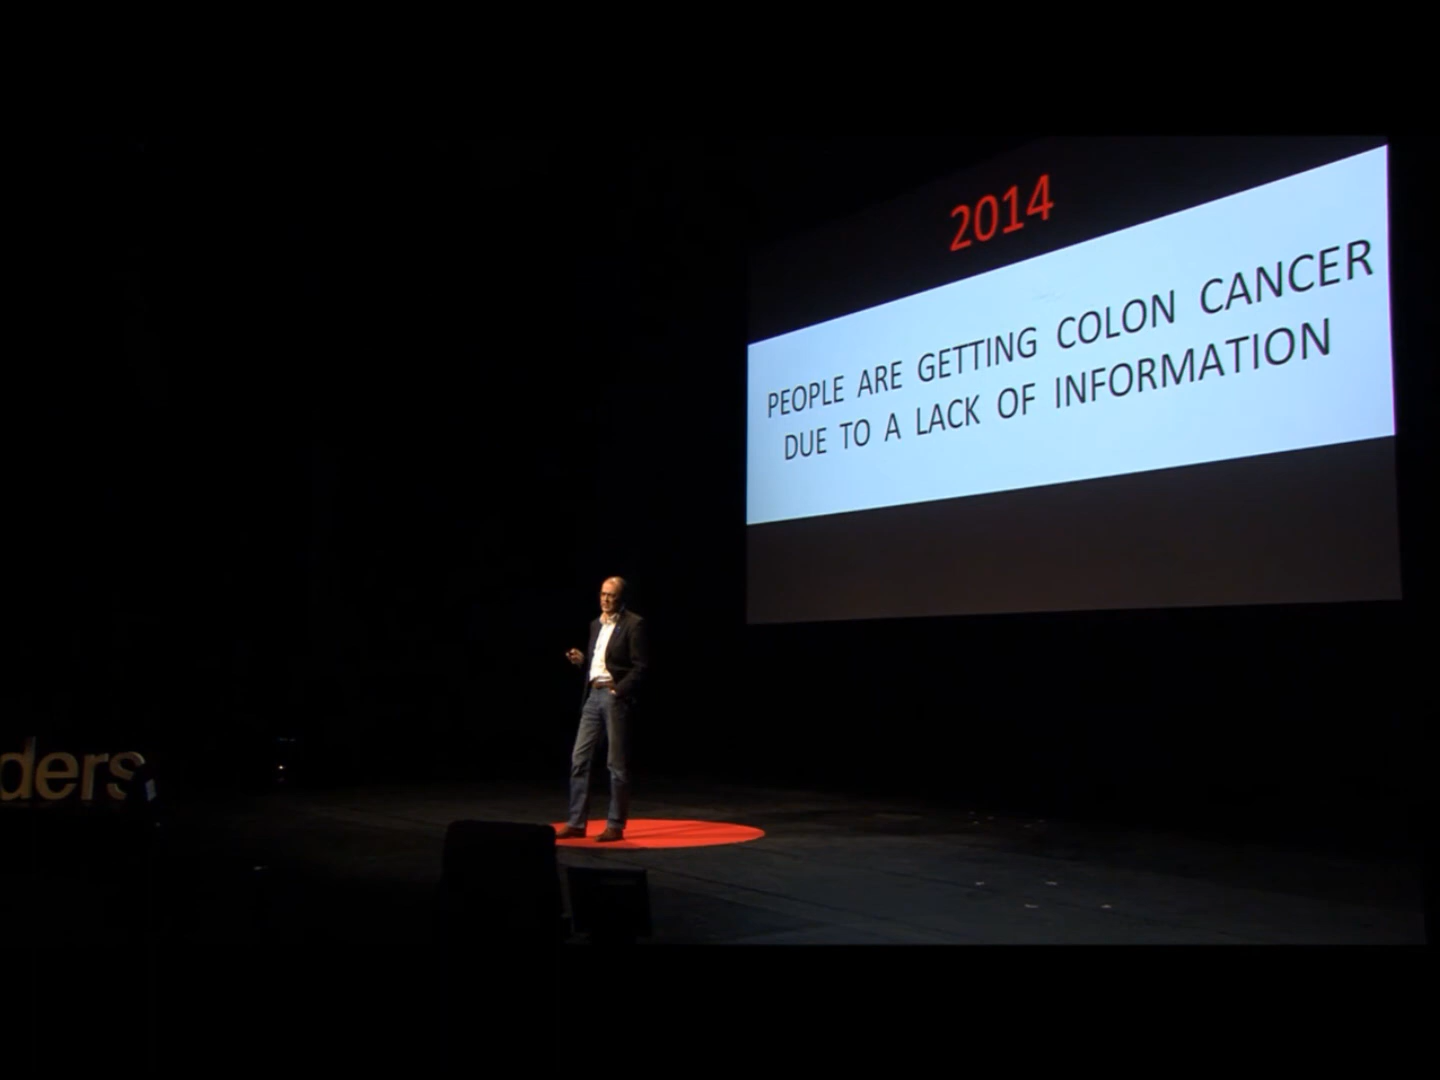 2014
PEOPLE ARE GETTING COLON CANCER
DUE TO A LACK OF INFORMATION
ders